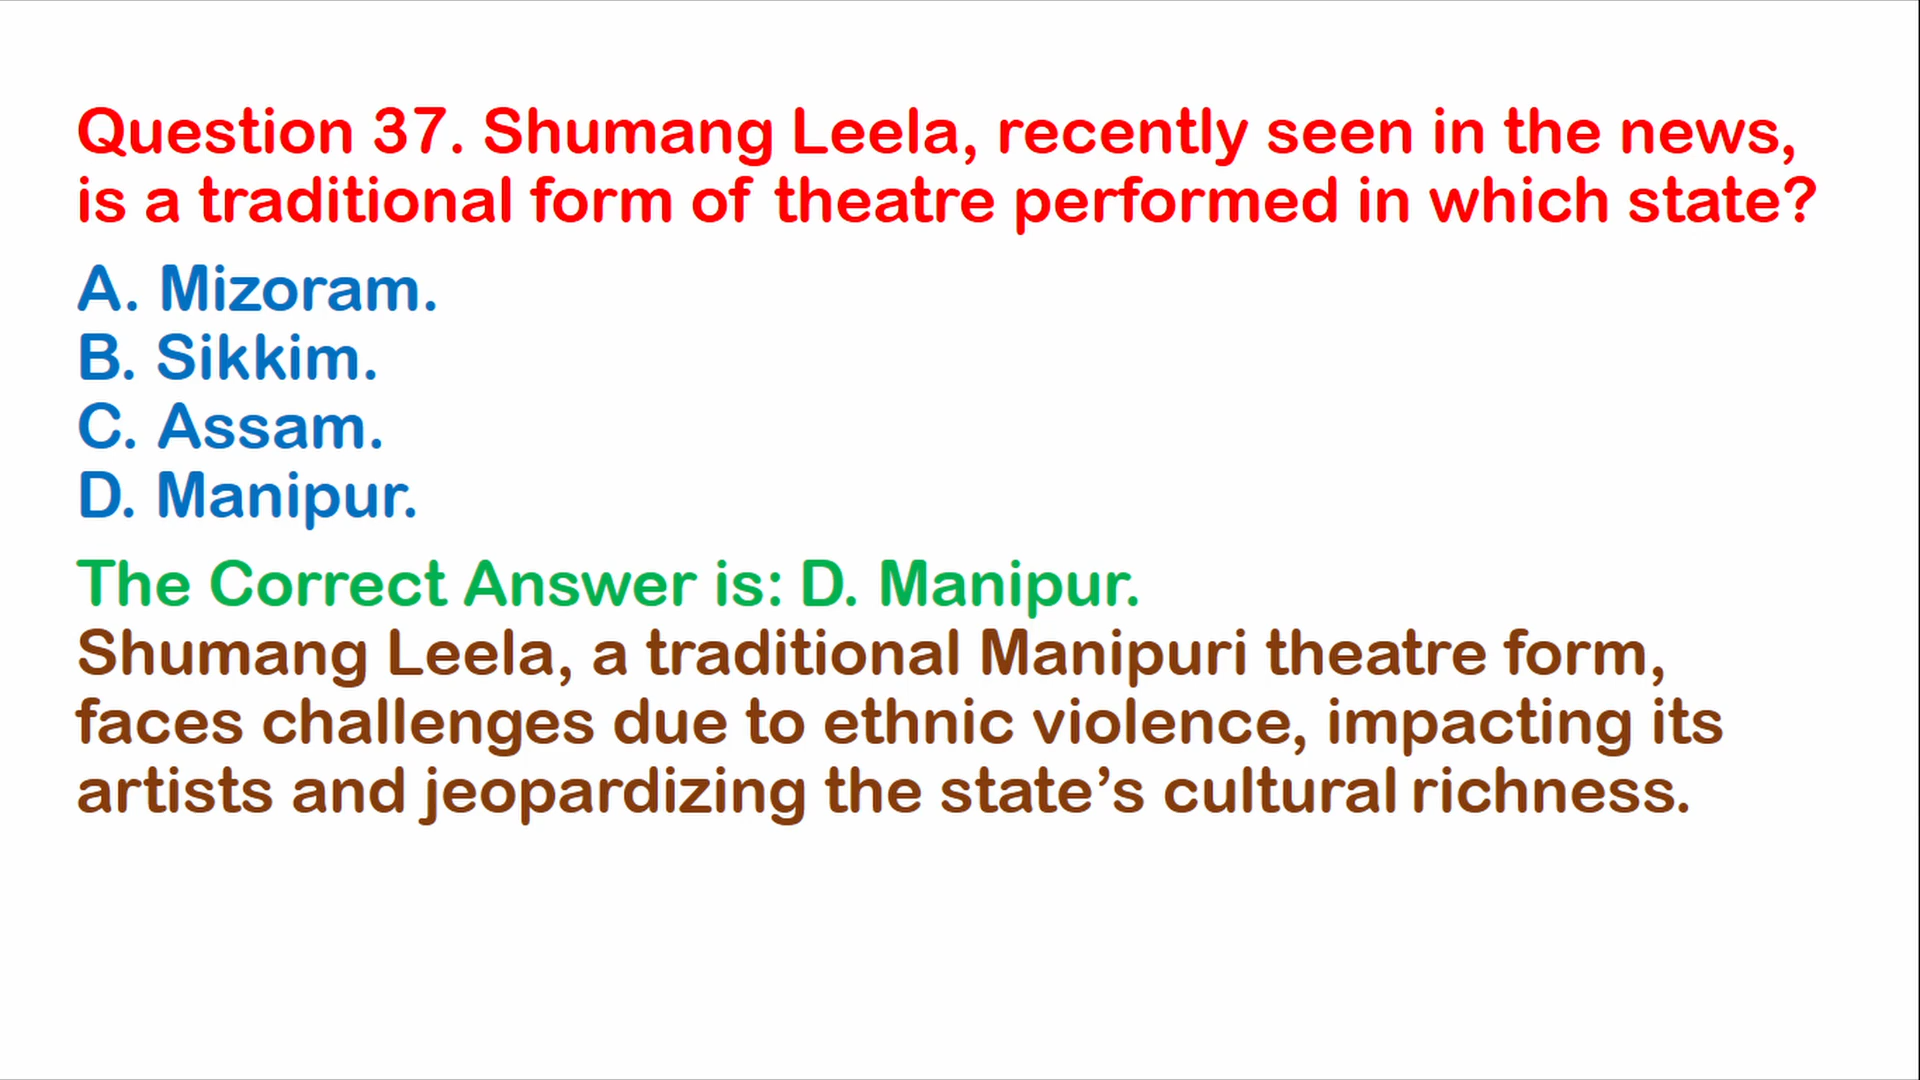 Question 37. Shumang Leela, recently seen in the news,
is a traditional form of theatre performed in which state?
A. Mizoram.
B. Sikkim.
C. Assam.
D. Manipur.
The Correct Answer is: D. Manipur.
Shumang Leela, a traditional Manipuri theatre form,
faces challenges due to ethnic violence, impacting its
artists and jeopardizing the state’s cultural richness.